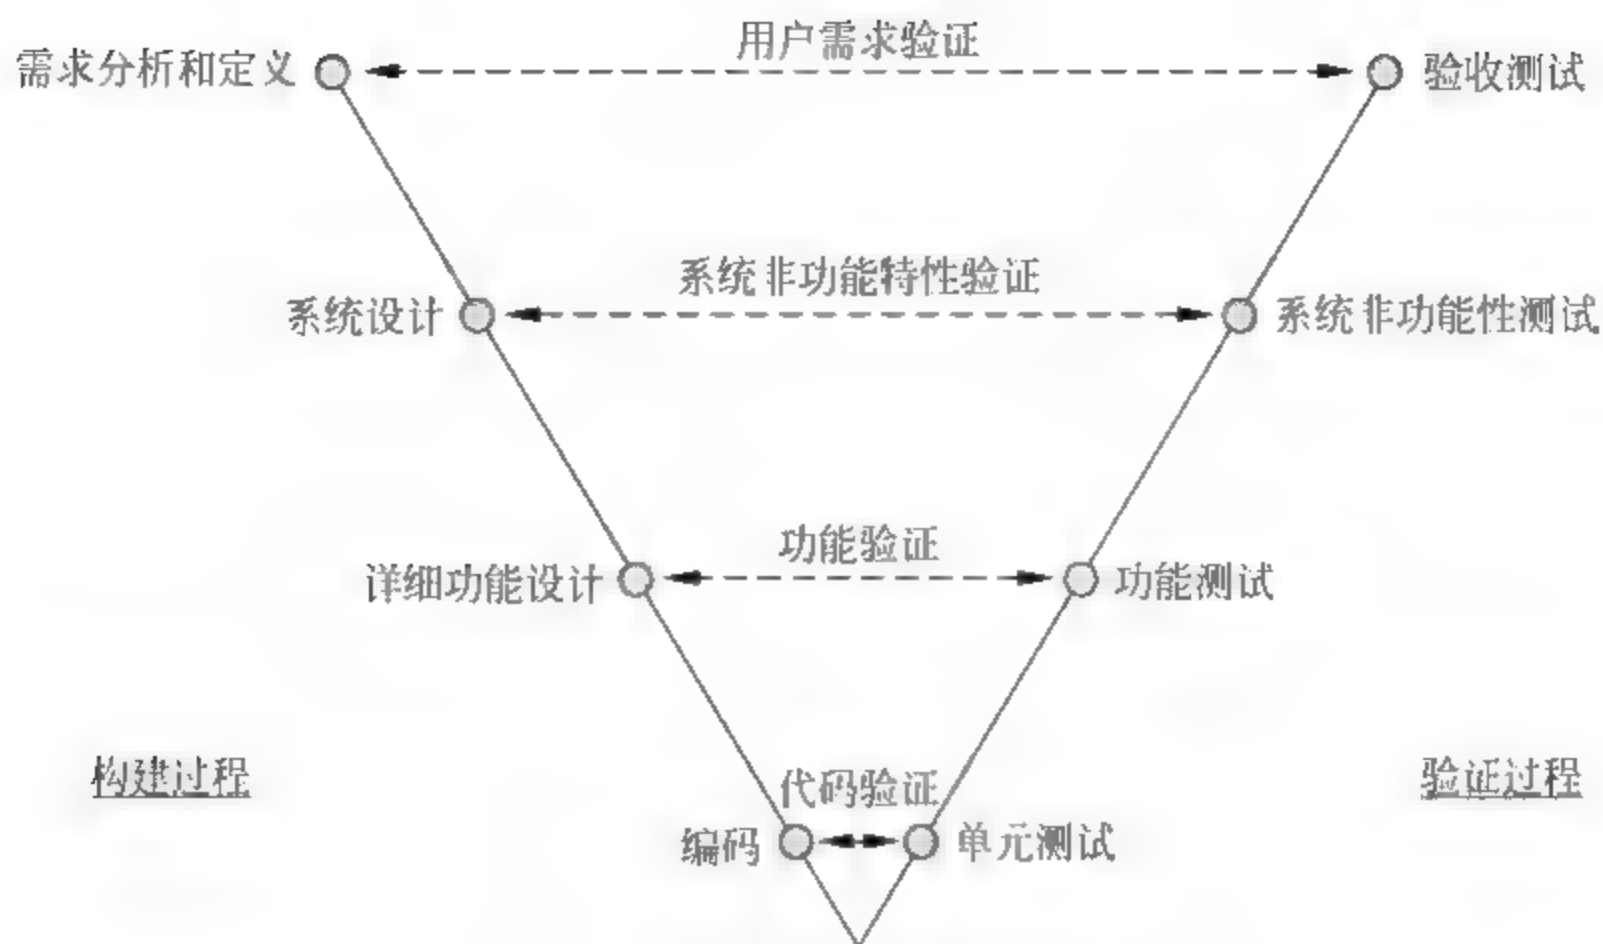 用户需求验证
需求分析和定义
验收测试
系统非功能特性验证
系统设计
系统非功能性测试
功能验证
详细功能设计
功能测试
构建过程
代码验证
验证过程
编码
单元测试